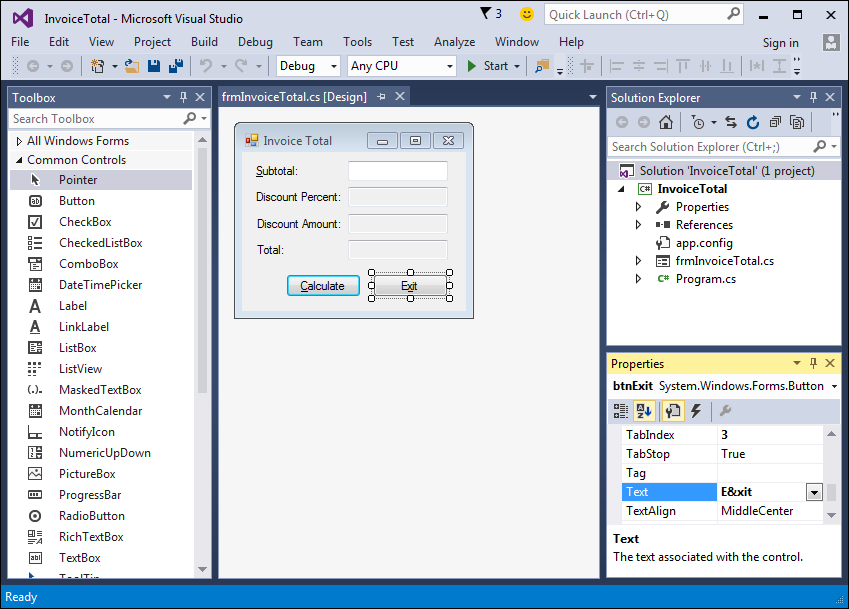 InvoiceTotal - Microsoft Visual Studio
3
Quick Launch (Ctrl+Q)
File Edit View Project Build Debug Team Tools Test Analyze Window Help
Sign in
Debug
Any CPU
Start
Toolbox
Search Toolbox
All Windows Forms
Common Controls
Pointer
Button
CheckBox
CheckedListBox
ComboBox
DateTimePicker
Label
LinkLabel
ListBox
ListView
MaskedTextBox
MonthCalendar
NotifyIcon
NumericUpDown
PictureBox
ProgressBar
RadioButton
RichTextBox
TextBox
ToolTip
frmInvoiceTotal.cs [Design]
Invoice Total
Subtotal:
Discount Percent:
Discount Amount:
Total:
Calculate
Exit
Solution Explorer
Search Solution Explorer (Ctrl+;)
Solution 'InvoiceTotal' (1 project)
C# InvoiceTotal
Properties
References
app.config
frmInvoiceTotal.cs
C# Program.cs
Properties
btnExit System.Windows.Forms.Button
TabIndex 3
TabStop True
Tag
Text E&xit
TextAlign MiddleCenter
Text
The text associated with the control.
Ready